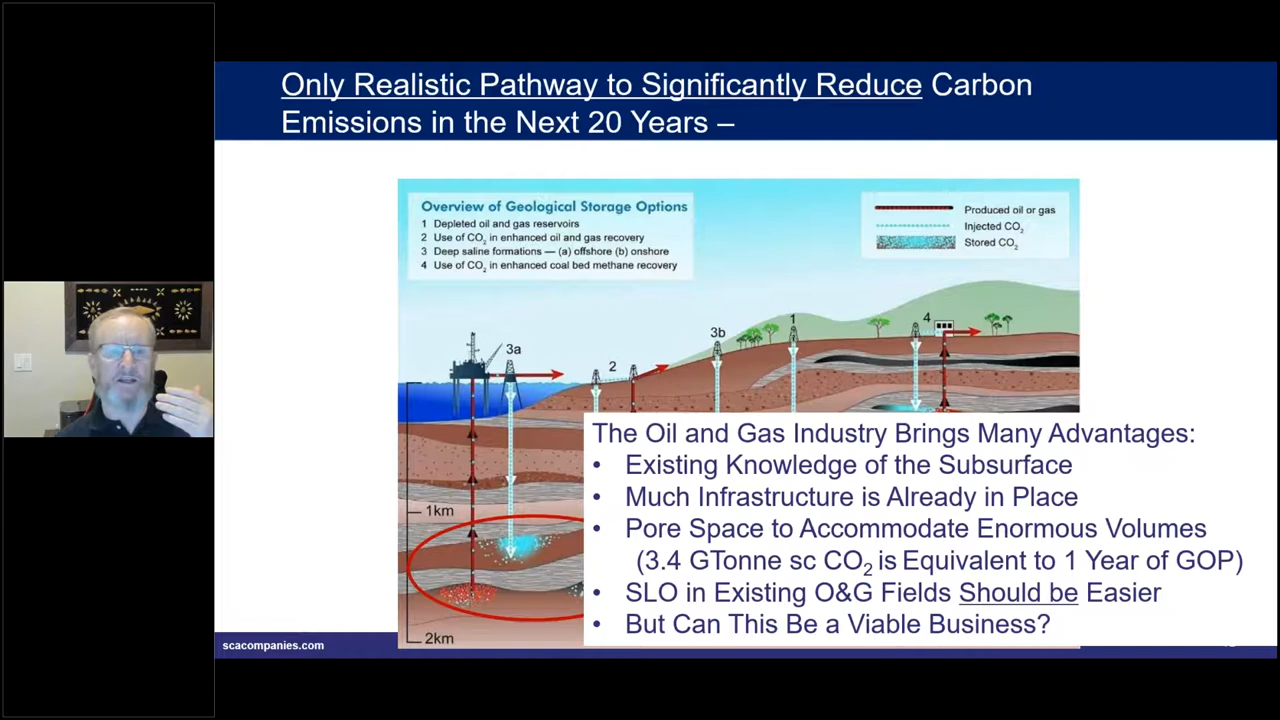 Only Realistic Pathway to Significantly Reduce Carbon
Emissions in the Next 20 Years –
Overview of Geological Storage Options
1 Depleted oil and gas reservoirs
2 Use of CO2 in enhanced oil and gas recovery
3 Deep saline formations — (a) offshore (b) onshore
4 Use of CO2 in enhanced coal bed methane recovery
Produced oil or gas
Injected CO2
Stored CO2
3a
2
3b
1
4
1km
2km
The Oil and Gas Industry Brings Many Advantages:
• Existing Knowledge of the Subsurface
• Much Infrastructure is Already in Place
• Pore Space to Accommodate Enormous Volumes
(3.4 GTonne sc CO2 is Equivalent to 1 Year of GOP)
• SLO in Existing O&G Fields Should be Easier
• But Can This Be a Viable Business?
scacompanies.com